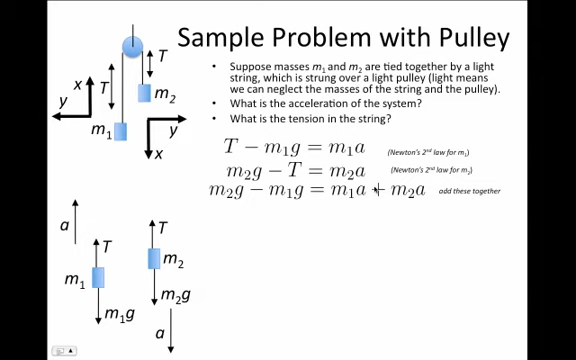 Sample Problem with Pulley
• Suppose masses m₁ and m₂ are tied together by a light
string, which is strung over a light pulley (light means
we can neglect the masses of the string and the pulley).
• What is the acceleration of the system?
• What is the tension in the string?
T − m₁g = m₁a (Newton's 2nd law for m₁)
m₂g − T = m₂a (Newton's 2nd law for m₂)
m₂g − m₁g = m₁a + m₂a add these together
T
x T
m₂
y
m₁
y
x
a
T
T
m₁
m₂
m₁g
m₂g
a